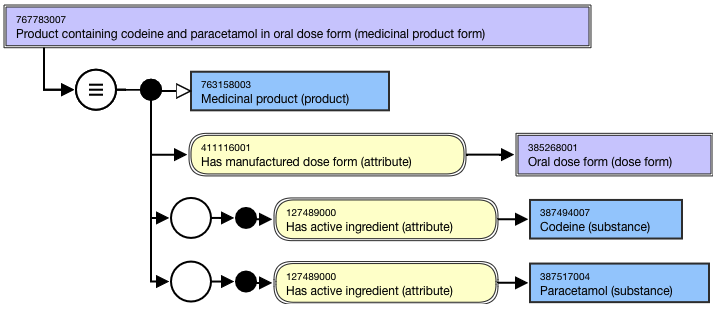 767783007
Product containing codeine and paracetamol in oral dose form (medicinal product form)
763158003
Medicinal product (product)
411116001
Has manufactured dose form (attribute)
385268001
Oral dose form (dose form)
127489000
Has active ingredient (attribute)
387494007
Codeine (substance)
127489000
Has active ingredient (attribute)
387517004
Paracetamol (substance)